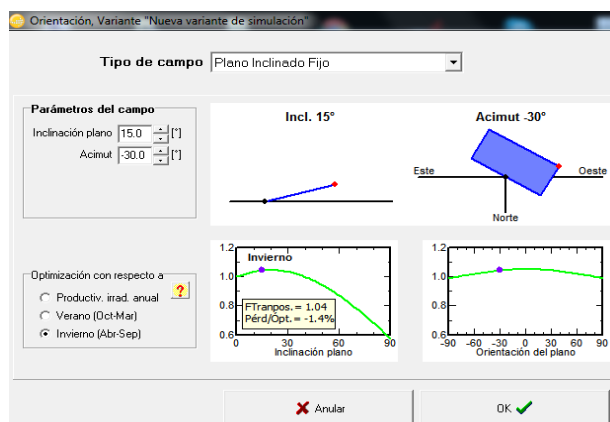 Orientación, Variante "Nueva variante de simulación"
Tipo de campo Plano Inclinado Fijo
Parámetros del campo
Inclinación plano 15.0 [°]
Acimut -30.0 [°]
Incl. 15°
Acimut -30°
Este Oeste
Norte
Optimización con respecto a
Productiv. irrad. anual ?
Verano (Oct-Mar)
Invierno (Abr-Sep)
1.2
Invierno
1.0
0.8
FTranpos.= 1.04
Pérd/Ópt.= -1.4%
0.6
0 30 60 90
Inclinación plano
1.2
1.0
0.8
0.6
-90 -60 -30 0 30 60 90
Orientación del plano
Anular
OK